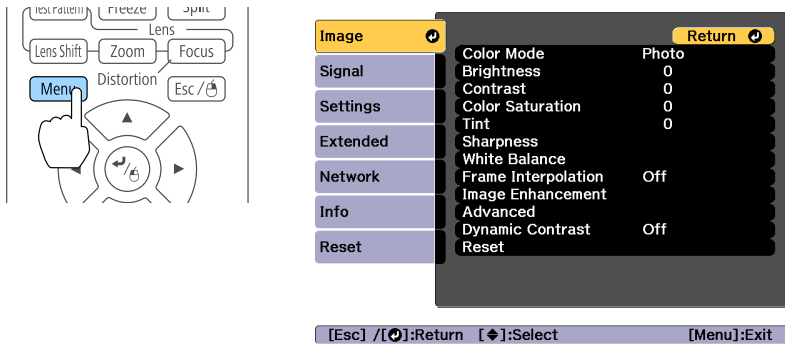 Test Pattern Freeze Split
Lens
Lens Shift Zoom Focus
Menu Distortion Esc /
Image Return
Color Mode Photo
Signal
Brightness 0
Contrast 0
Settings
Color Saturation 0
Tint 0
Extended
Sharpness
White Balance
Network
Frame Interpolation Off
Image Enhancement
Info
Advanced
Dynamic Contrast Off
Reset
Reset
[Esc] /[ ]:Return [ ]:Select [Menu]:Exit